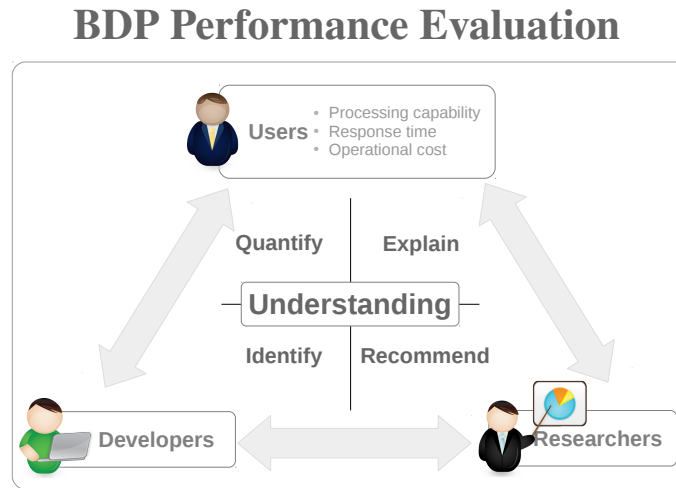 BDP Performance Evaluation
Users
• Processing capability
• Response time
• Operational cost
Quantify
Explain
Understanding
Identify
Recommend
Developers
Researchers